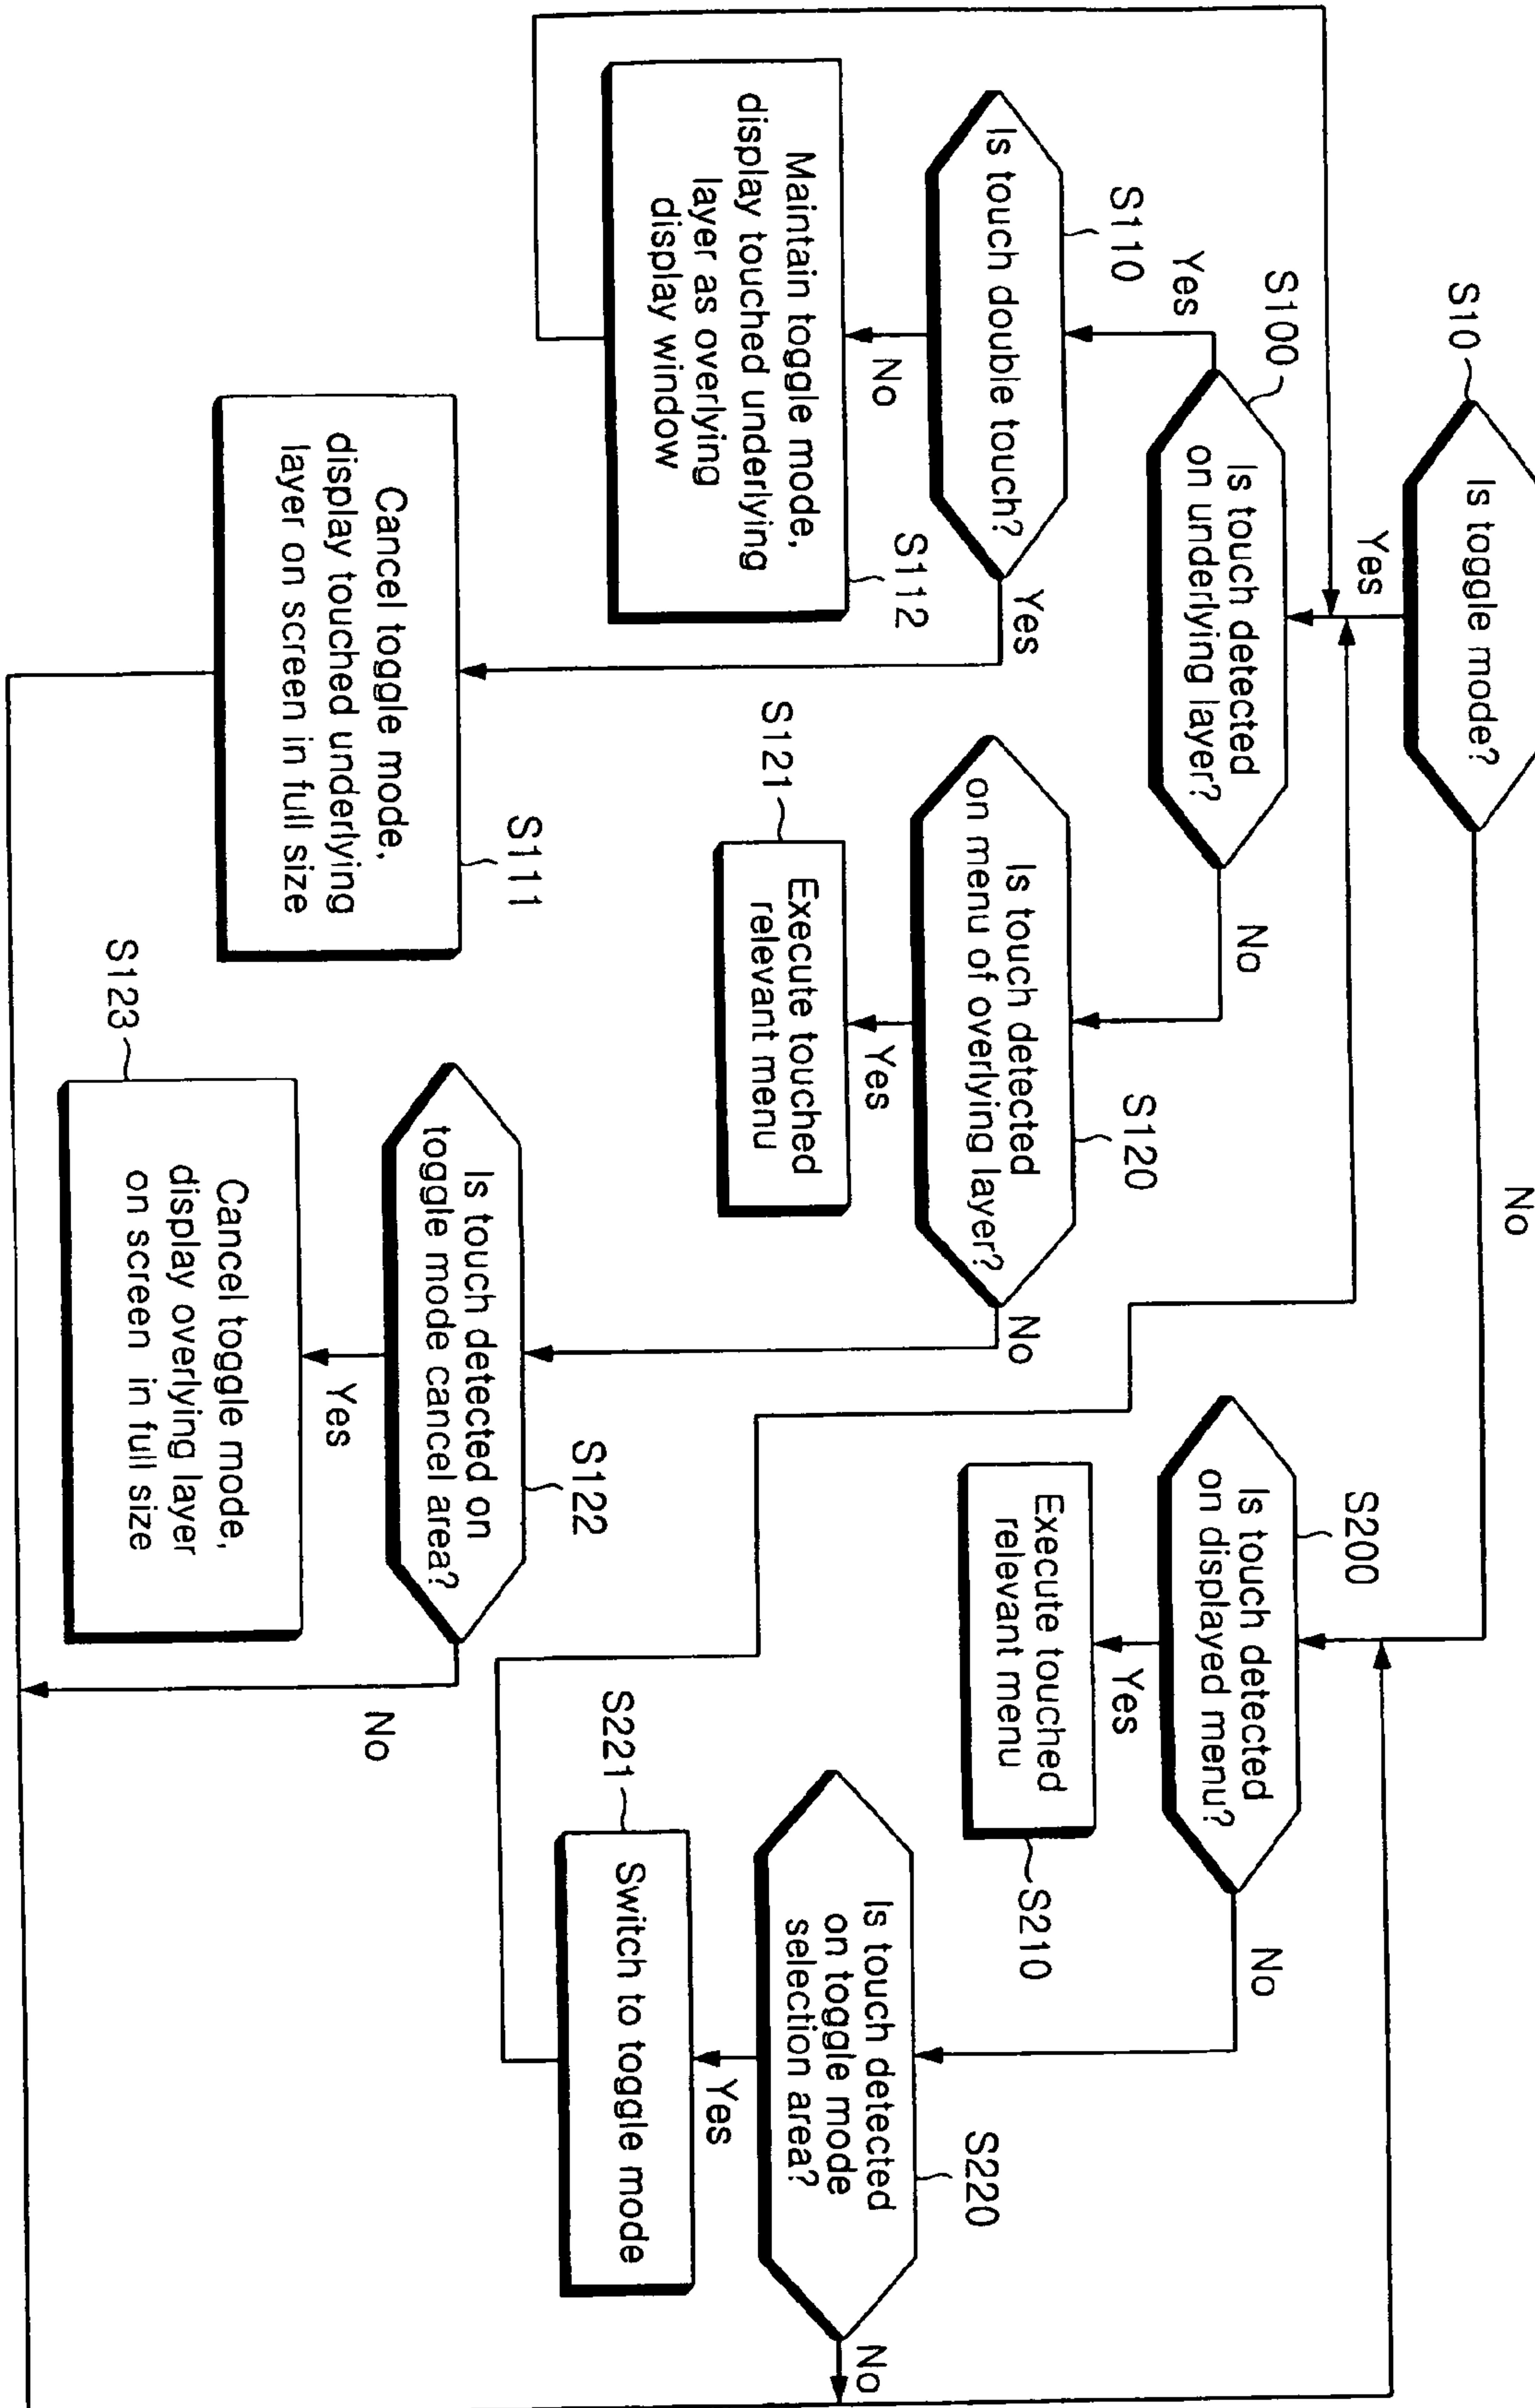 S10
Is toggle mode?
Yes
No
S100
Is touch detected
on underlying layer?
Yes
No
S110
Is touch double touch?
No
Yes
S112
Maintain toggle mode,
display touched underlying
layer as overlying
display window
S111
Cancel toggle mode,
display touched underlying
layer on screen in full size
S120
Is touch detected
on menu of overlying layer?
Yes
No
S121
Execute touched
relevant menu
S122
Is touch detected on
toggle mode cancel area?
Yes
No
S123
Cancel toggle mode,
display overlying layer
on screen in full size
S200
Is touch detected
on displayed menu?
Yes
No
Execute touched
relevant menu
S210
S220
Is touch detected
on toggle mode
selection area?
Yes
No
S221
Switch to toggle mode